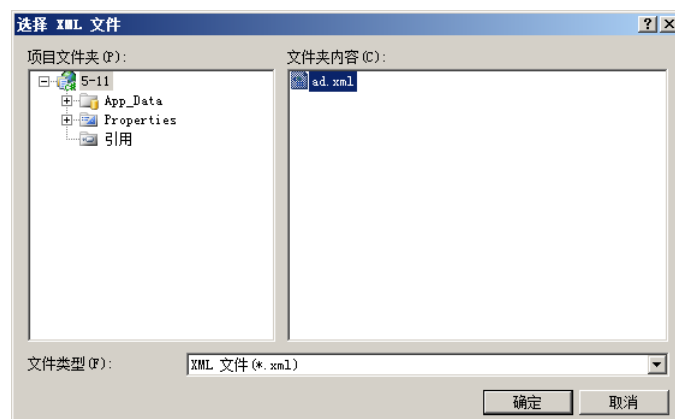 选择 XML 文件
项目文件夹(P):
文件夹内容(C):
5-11
App_Data
Properties
引用
ad.xml
文件类型(F):
XML 文件(*.xml)
确定
取消